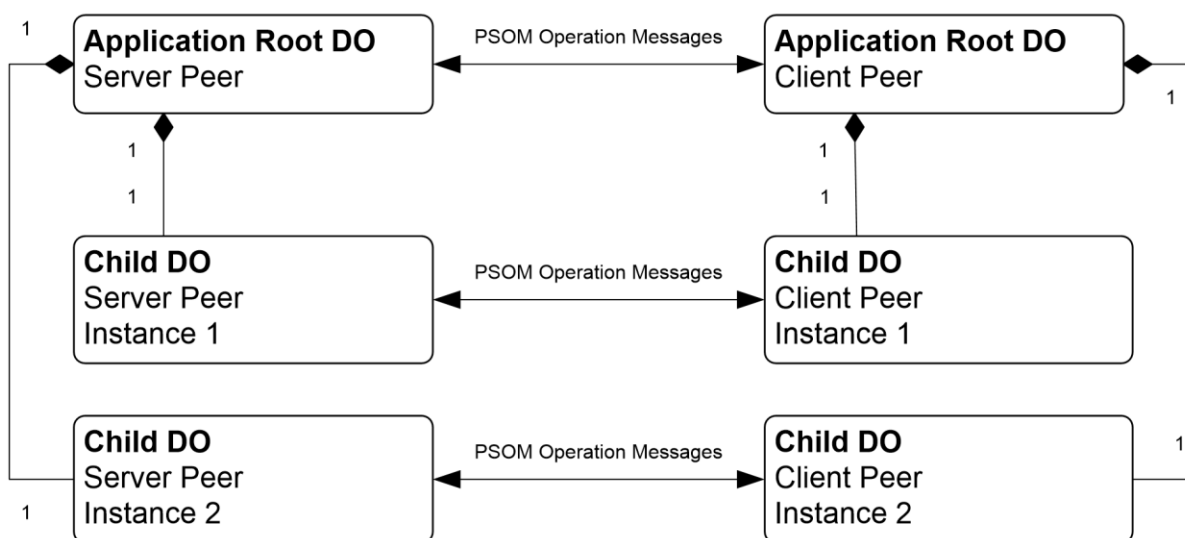 1
Application Root DO
Server Peer
PSOM Operation Messages
Application Root DO
Client Peer
1
1
1
1
1
Child DO
Server Peer
Instance 1
PSOM Operation Messages
Child DO
Client Peer
Instance 1
Child DO
Server Peer
Instance 2
PSOM Operation Messages
Child DO
Client Peer
Instance 2
1
1